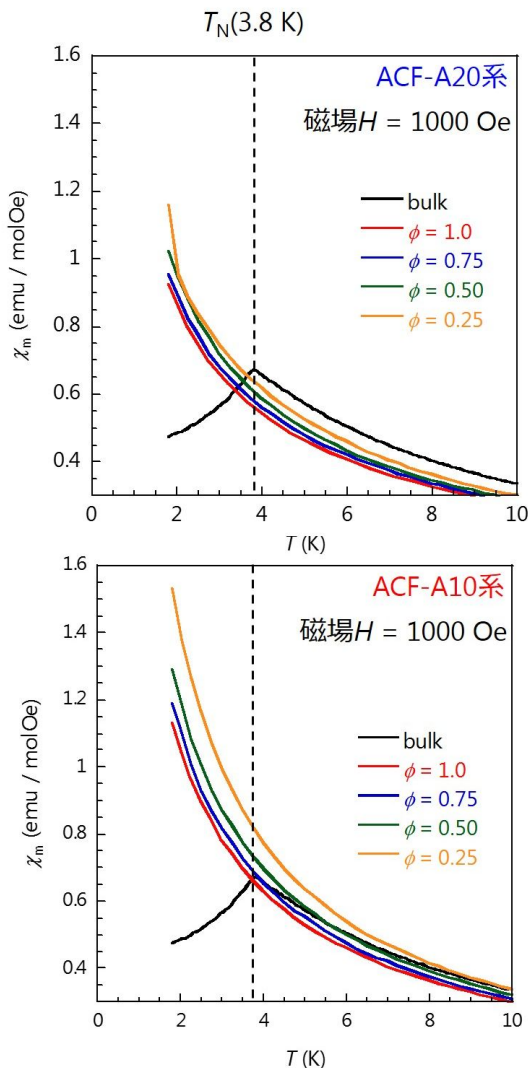 T_N(3.8 K)
1.6
ACF-A20系
磁場H = 1000 Oe
1.4
1.2
1
0.8
0.6
0.4
χ_m (emu / molOe)
bulk
ϕ = 1.0
ϕ = 0.75
ϕ = 0.50
ϕ = 0.25
0 2 4 6 8 10
T (K)
1.6
ACF-A10系
磁場H = 1000 Oe
1.4
1.2
1
0.8
0.6
0.4
χ_m (emu / molOe)
bulk
ϕ = 1.0
ϕ = 0.75
ϕ = 0.50
ϕ = 0.25
0 2 4 6 8 10
T (K)